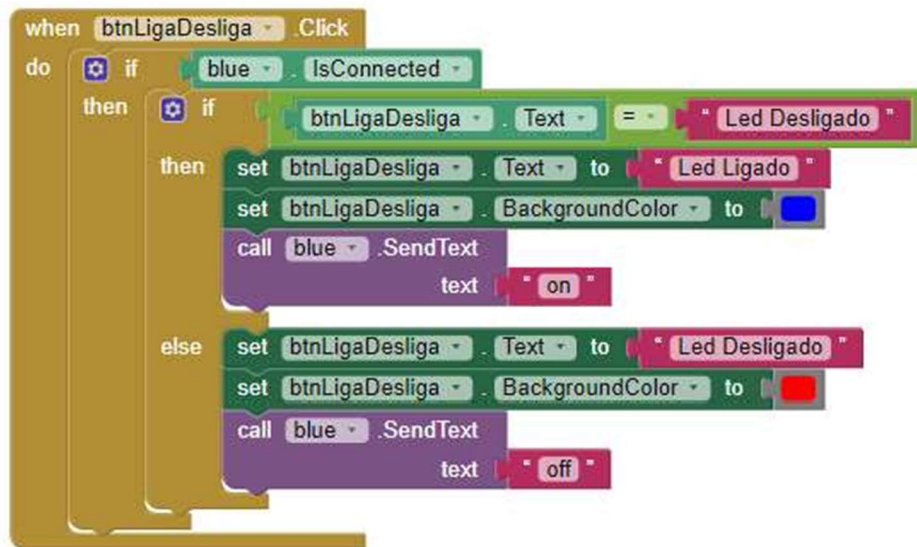 when btnLigaDesliga .Click
do if blue . IsConnected
then if btnLigaDesliga . Text = " Led Desligado "
then set btnLigaDesliga . Text to " Led Ligado "
set btnLigaDesliga . BackgroundColor to
call blue .SendText
text " on "
else set btnLigaDesliga . Text to " Led Desligado "
set btnLigaDesliga . BackgroundColor to
call blue .SendText
text " off "